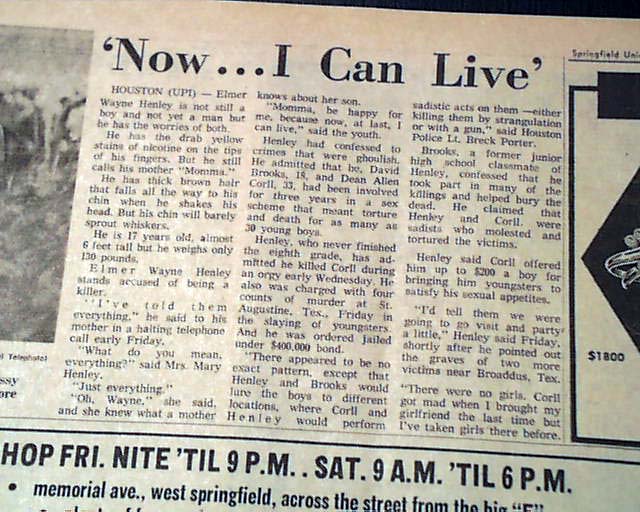 Springfield Uni
'Now...I Can Live'
HOUSTON (UPI) — Elmer
Wayne Henley is not still a
boy and not yet a man but
he has the worries of both.
He has the drab yellow
stains of nicotine on the tips
of his fingers. But he still
calls his mother "Momma."
He has thick brown hair
that falls all the way to his
chin when he shakes his
head. But his chin will barely
sprout whiskers.
He is 17 years old, almost
6 feet tall but he weighs only
130 pounds.
Elmer Wayne Henley
stands accused of being a
killer.
"I've told them
everything," he said to his
mother in a halting telephone
call early Friday.
"What do you mean,
everything?" said Mrs. Mary
Henley.
"Just everything."
"Oh, Wayne," she said,
and she knew what a mother
knows about her son.
"Momma, be happy for
me, because now, at last, I
can live," said the youth.
Henley had confessed to
crimes that were ghoulish.
He admitted that he, David
Brooks, 18, and Dean Allen
Corll, 33, had been involved
for three years in a sex
scheme that meant torture
and death for as many as
30 young boys.
Henley, who never finished
the eighth grade, has ad-
mitted he killed Corll during
an orgy early Wednesday. He
also was charged with four
counts of murder at St.
Augustine, Tex., Friday in
the slaying of youngsters.
And he was ordered jailed
under $400,000 bond.
"There appeared to be no
exact pattern, except that
Henley and Brooks would
lure the boys to different
locations, where Corll and
Henley would perform
sadistic acts on them —either
killing them by strangulation
or with a gun," said Houston
Police Lt. Breck Porter.
Brooks, a former junior
high school classmate of
Henley, confessed that he
took part in many of the
killings and helped bury the
dead. He claimed that
Henley and Corll were
sadists who molested and
tortured the victims.
Henley said Corll offered
him up to $200 a boy for
bringing him youngsters to
satisfy his sexual appetites.
"I'd tell them we were
going to go visit and party
a little," Henley said Friday,
shortly after he pointed out
the graves of two more
victims near Broaddus, Tex.
"There were no girls. Corll
got mad when I brought my
girlfriend the last time but
I've taken girls there before.
$1800
Telephoto)
ssy
ore
HOP FRI. NITE 'TIL 9 P.M. . SAT. 9 A.M. 'TIL 6 P.M.
• memorial ave., west springfield, across the street from the big "E"